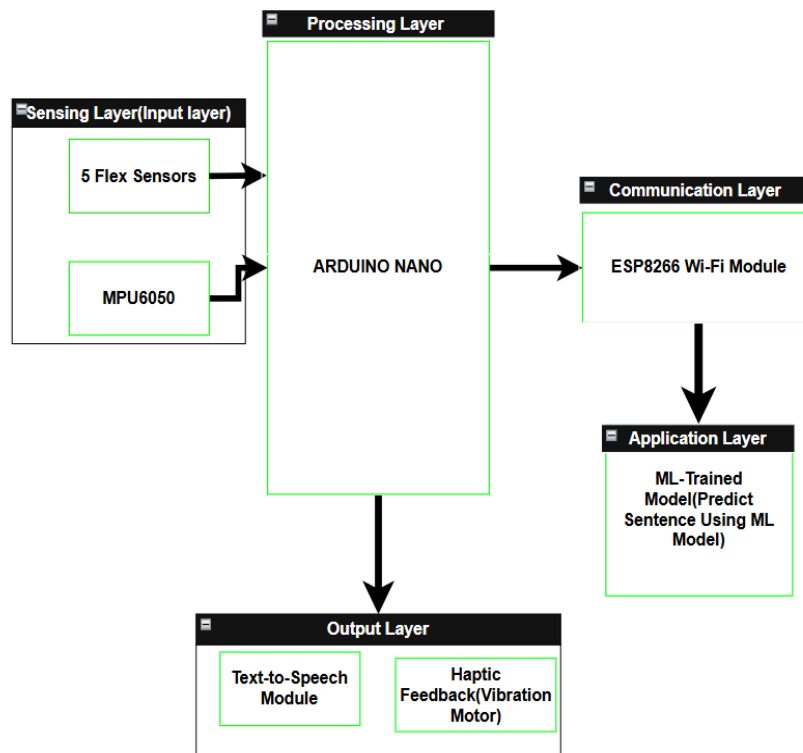 Processing Layer
Sensing Layer(Input layer)
5 Flex Sensors
MPU6050
ARDUINO NANO
Communication Layer
ESP8266 Wi-Fi Module
Application Layer
ML-Trained
Model(Predict
Sentence Using ML
Model)
Output Layer
Text-to-Speech
Module
Haptic
Feedback(Vibration
Motor)